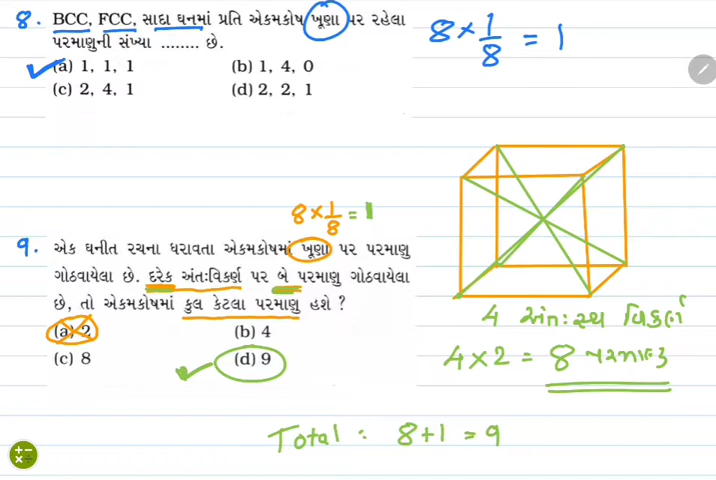 8. BCC, FCC, સાદા ઘનમાં પ્રતિ એકમકોષ ખૂણા પર રહેલા
પરમાણુની સંખ્યા ........ છે.
(a) 1, 1, 1 (b) 1, 4, 0
(c) 2, 4, 1 (d) 2, 2, 1
8 × 1/8 = 1
8 × 1/8 = 1
9. એક ઘનીત રચના ધરાવતા એકમકોષમાં ખૂણા પર પરમાણુ
ગોઠવાયેલા છે. દરેક અંતઃવિકર્ણ પર બે પરમાણુ ગોઠવાયેલા
છે, તો એકમકોષમાં કુલ કેટલા પરમાણુ હશે ?
(a) 2 (b) 4
(c) 8 (d) 9
4 અંતઃસ્થ વિકર્ણ
4 × 2 = 8 પરમાણુ
Total : 8 + 1 = 9